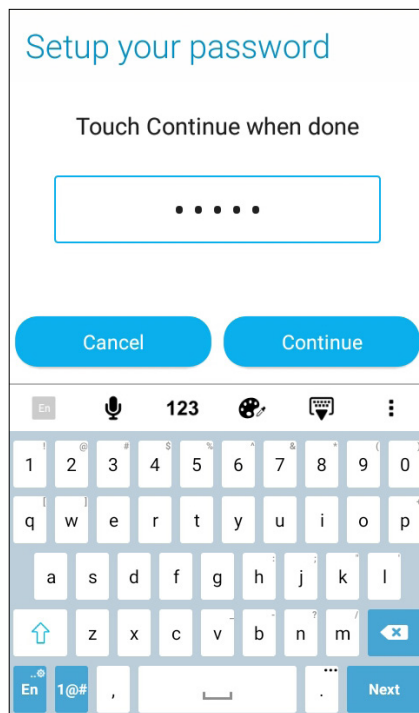 Setup your password
Touch Continue when done
•••••
Cancel Continue
En 123
! @ # $ % ^ & * ( )
1 2 3 4 5 6 7 8 9 0
[ ]
q w e r t y u i o p
: ; " '
a s d f g h j k l
_ - ? /
z x c v b n m
En 1@# , . Next